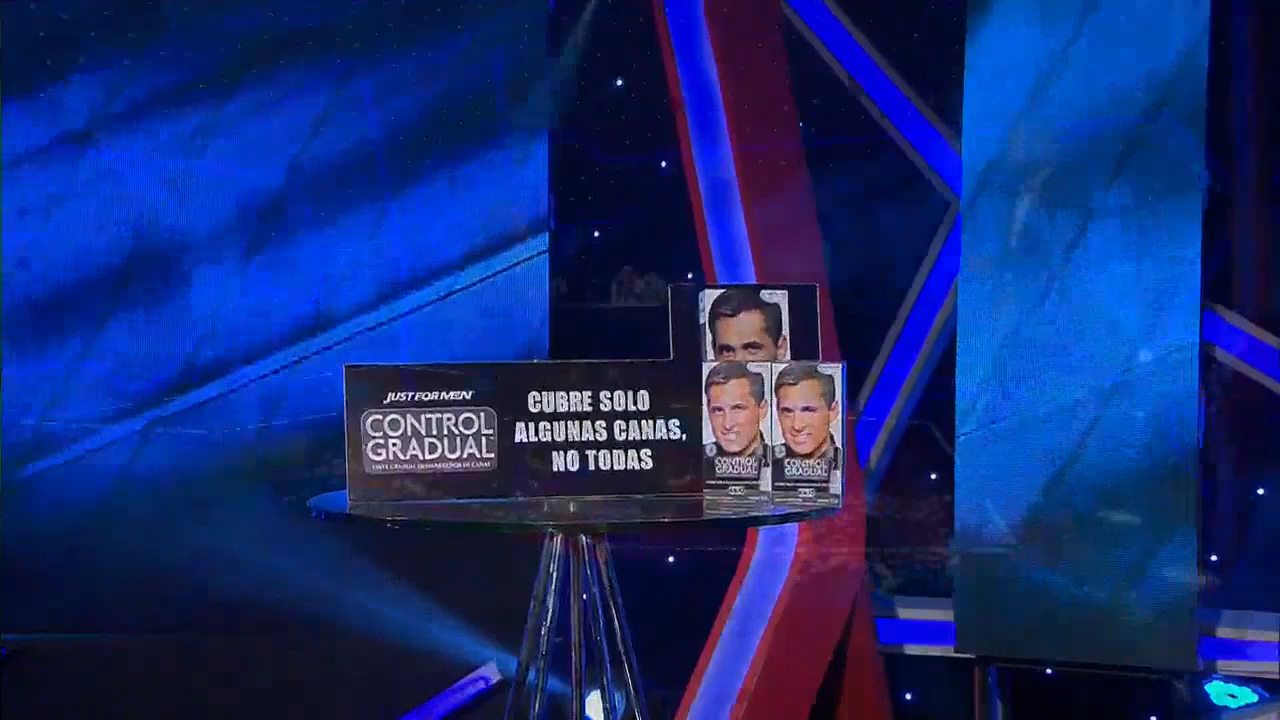 JUST FOR MEN
CONTROL
GRADUAL
CUBRE SOLO
ALGUNAS CANAS,
NO TODAS
CONTROL
GRADUAL
CONTROL
GRADUAL